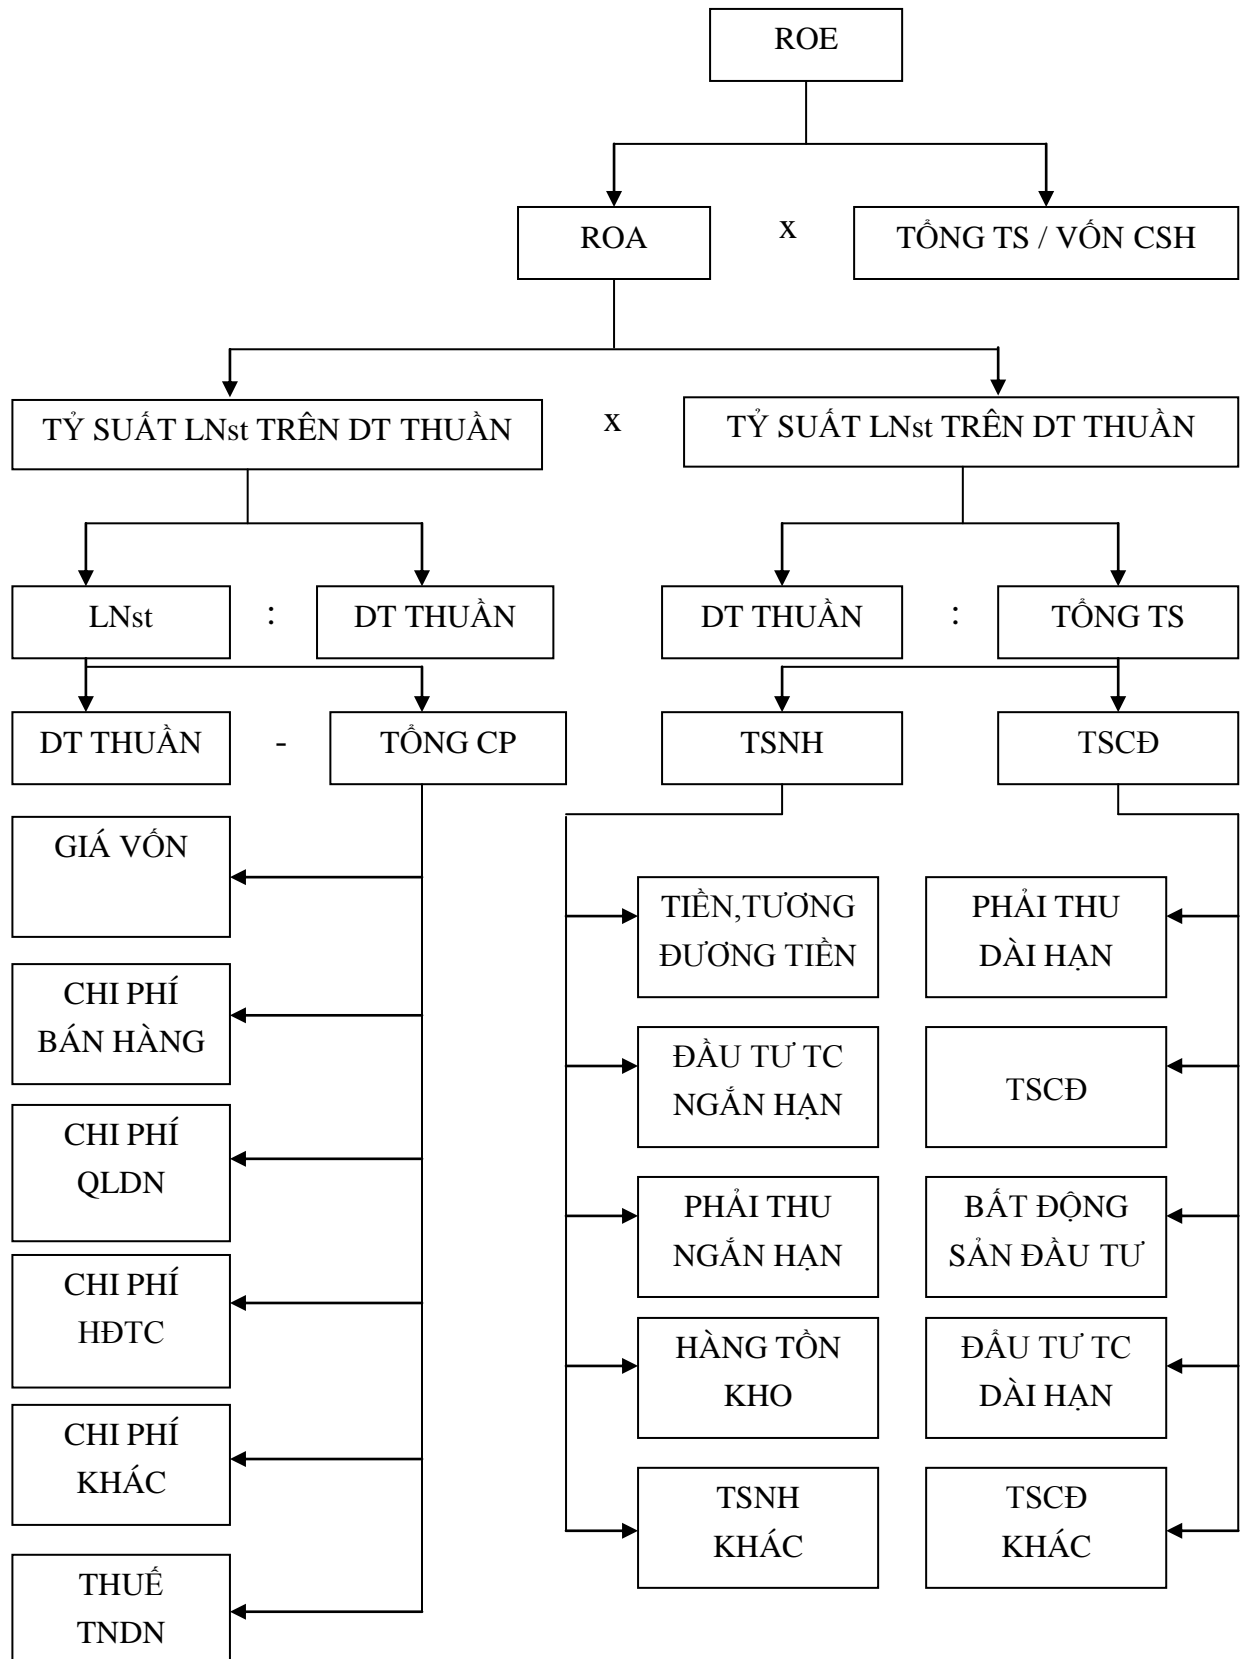 ROE
ROA
x
TỔNG TS / VỐN CSH
TỶ SUẤT LNst TRÊN DT THUẦN
x
TỶ SUẤT LNst TRÊN DT THUẦN
LNst
:
DT THUẦN
DT THUẦN
:
TỔNG TS
DT THUẦN
-
TỔNG CP
TSNH
TSCĐ
GIÁ VỐN
CHI PHÍ
BÁN HÀNG
CHI PHÍ
QLDN
CHI PHÍ
HĐTC
CHI PHÍ
KHÁC
THUẾ
TNDN
TIỀN,TƯƠNG
ĐƯƠNG TIỀN
ĐẦU TƯ TC
NGẮN HẠN
PHẢI THU
NGẮN HẠN
HÀNG TỒN
KHO
TSNH
KHÁC
PHẢI THU
DÀI HẠN
TSCĐ
BẤT ĐỘNG
SẢN ĐẦU TƯ
ĐẨU TƯ TC
DÀI HẠN
TSCĐ
KHÁC